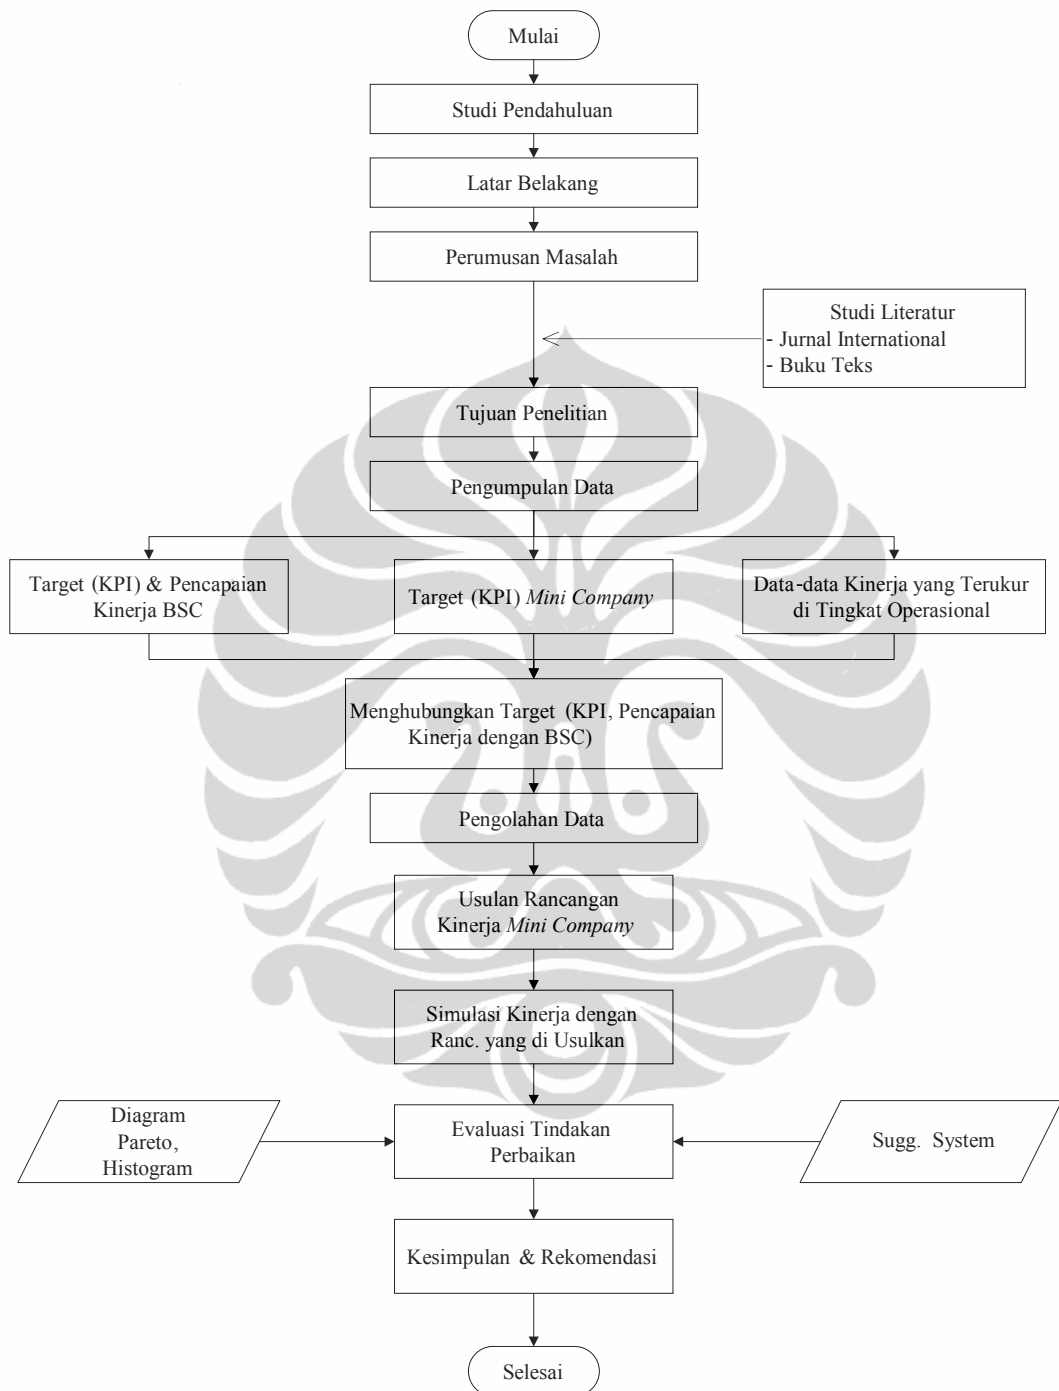 Mulai
Studi Pendahuluan
Latar Belakang
Perumusan Masalah
Studi Literatur
- Jurnal International
- Buku Teks
Tujuan Penelitian
Pengumpulan Data
Target (KPI) & Pencapaian
Kinerja BSC
Target (KPI) Mini Company
Data-data Kinerja yang Terukur
di Tingkat Operasional
Menghubungkan Target (KPI, Pencapaian
Kinerja dengan BSC)
Pengolahan Data
Usulan Rancangan
Kinerja Mini Company
Simulasi Kinerja dengan
Ranc. yang di Usulkan
Diagram
Pareto,
Histogram
Evaluasi Tindakan
Perbaikan
Sugg. System
Kesimpulan & Rekomendasi
Selesai